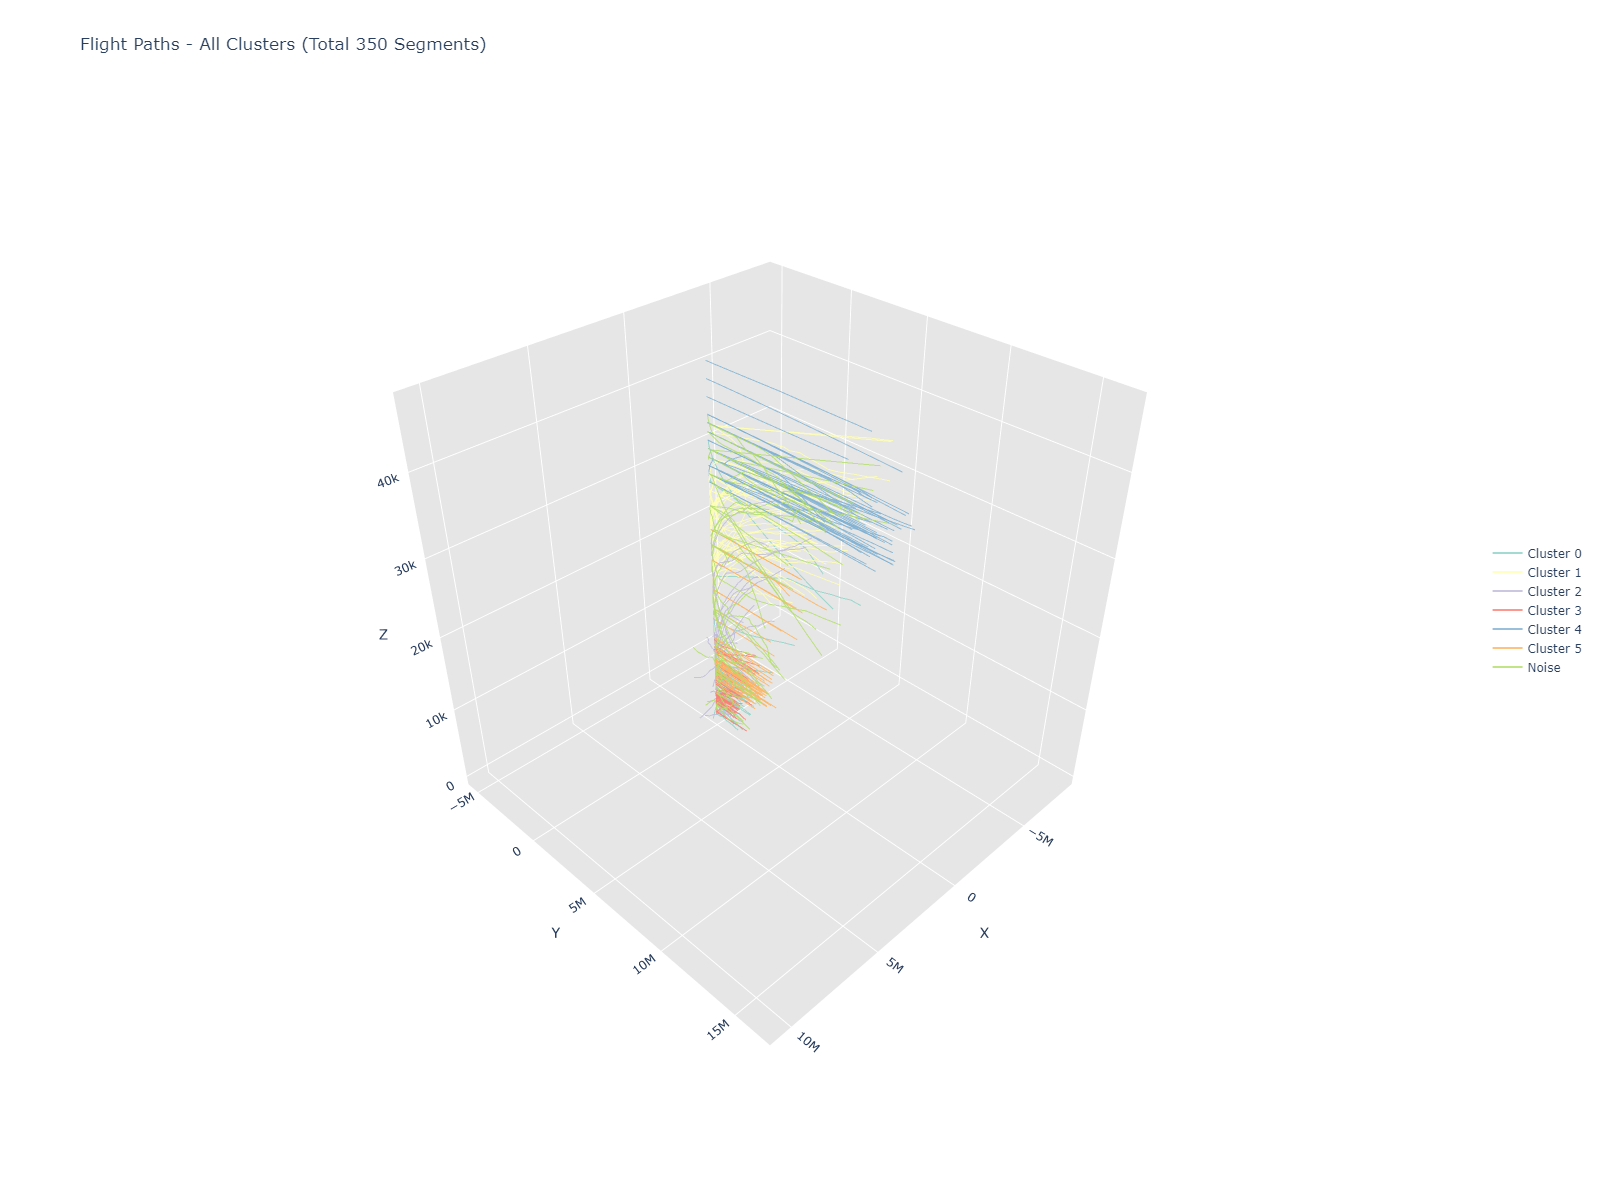 Flight Paths - All Clusters (Total 350 Segments)
40k
30k
Z
20k
10k
0
−5M
0
5M
Y
10M
15M
−5M
0
X
5M
10M
Cluster 0
Cluster 1
Cluster 2
Cluster 3
Cluster 4
Cluster 5
Noise